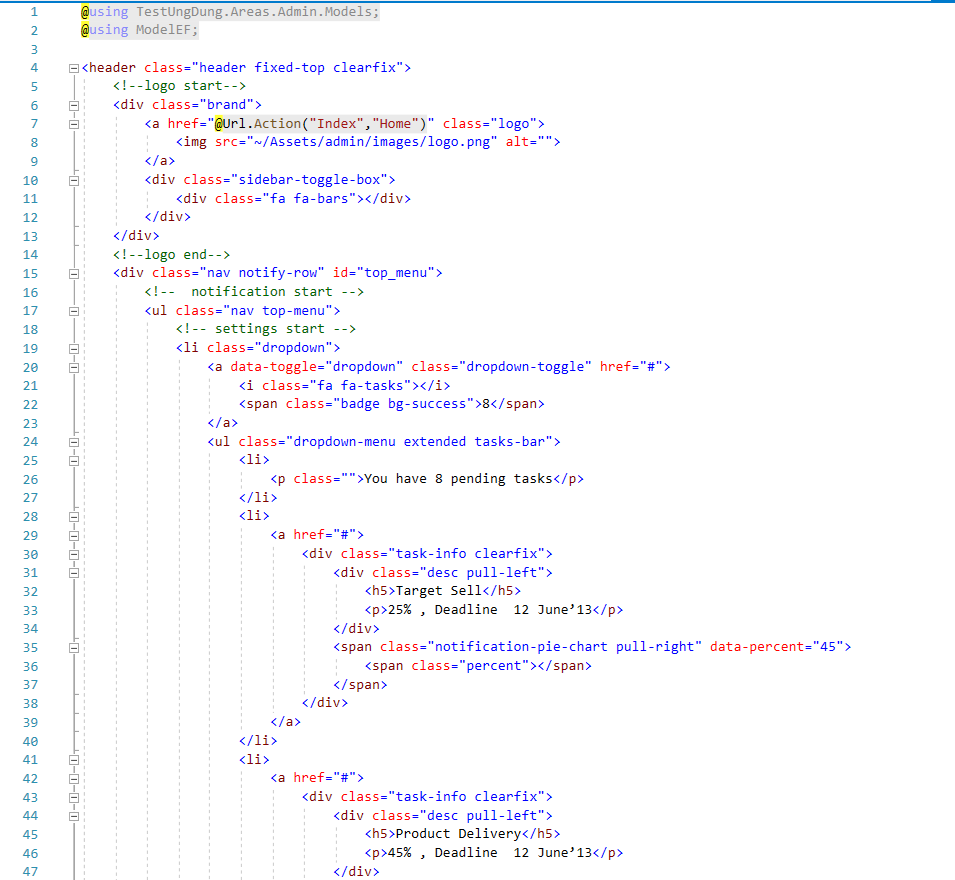 1 @using TestUngDung.Areas.Admin.Models;
2 @using ModelEF;
3
4 <header class="header fixed-top clearfix">
5 <!--logo start-->
6 <div class="brand">
7 <a href="@Url.Action("Index","Home")" class="logo">
8 <img src="~/Assets/admin/images/logo.png" alt="">
9 </a>
10 <div class="sidebar-toggle-box">
11 <div class="fa fa-bars"></div>
12 </div>
13 </div>
14 <!--logo end-->
15 <div class="nav notify-row" id="top_menu">
16 <!--  notification start -->
17 <ul class="nav top-menu">
18 <!-- settings start -->
19 <li class="dropdown">
20 <a data-toggle="dropdown" class="dropdown-toggle" href="#">
21 <i class="fa fa-tasks"></i>
22 <span class="badge bg-success">8</span>
23 </a>
24 <ul class="dropdown-menu extended tasks-bar">
25 <li>
26 <p class="">You have 8 pending tasks</p>
27 </li>
28 <li>
29 <a href="#">
30 <div class="task-info clearfix">
31 <div class="desc pull-left">
32 <h5>Target Sell</h5>
33 <p>25% , Deadline  12 June’13</p>
34 </div>
35 <span class="notification-pie-chart pull-right" data-percent="45">
36 <span class="percent"></span>
37 </span>
38 </div>
39 </a>
40 </li>
41 <li>
42 <a href="#">
43 <div class="task-info clearfix">
44 <div class="desc pull-left">
45 <h5>Product Delivery</h5>
46 <p>45% , Deadline  12 June’13</p>
47 </div>